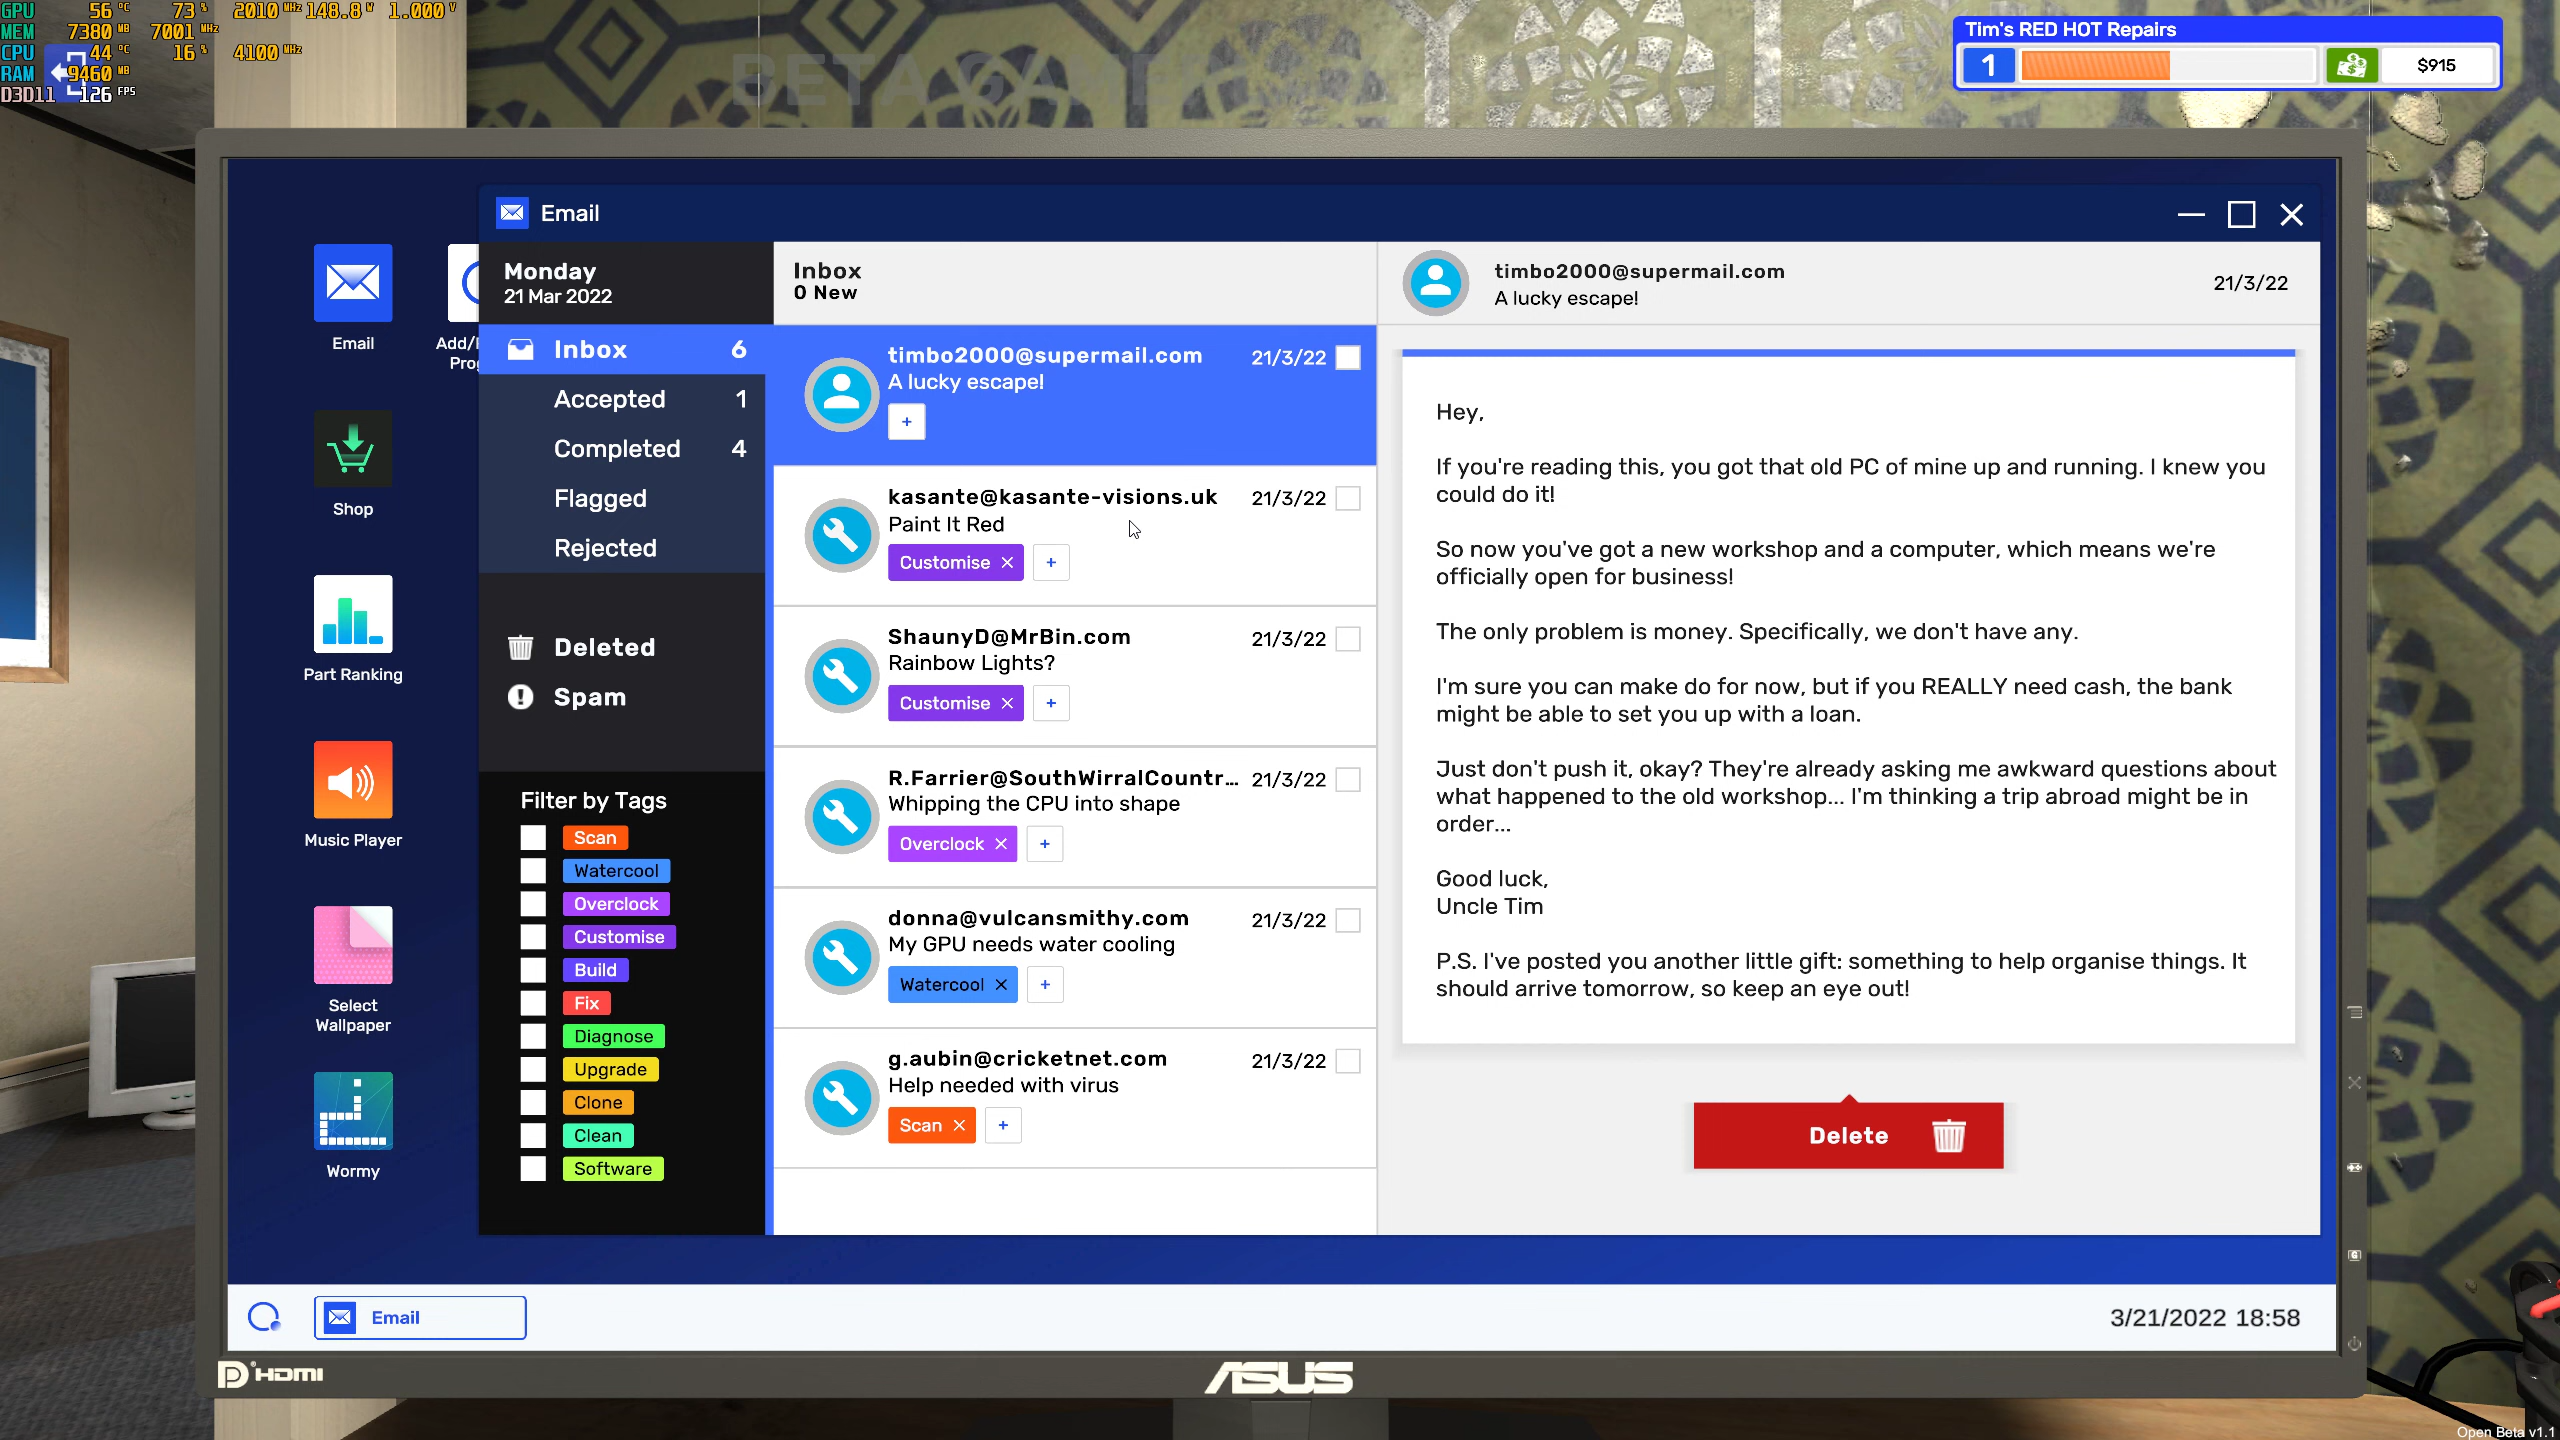 GPU 56 °C 73 % 2010 MHz 148.8 W 1.000 V
MEM 7380 MB 7001 MHz
CPU 44 °C 16 % 4100 MHz
RAM 9460 MB
D3D11 126 FPS
BETA GAME
Tim's RED HOT Repairs
1
$915
Email
Monday
21 Mar 2022
Inbox 6
Accepted 1
Completed 4
Flagged
Rejected
Deleted
Spam
Filter by Tags
Scan
Watercool
Overclock
Customise
Build
Fix
Diagnose
Upgrade
Clone
Clean
Software
Email
Add/
Prog
Shop
Part Ranking
Music Player
Select
Wallpaper
Wormy
Inbox
0 New
timbo2000@supermail.com 21/3/22
A lucky escape!
+
kasante@kasante-visions.uk 21/3/22
Paint It Red
Customise × +
ShaunyD@MrBin.com 21/3/22
Rainbow Lights?
Customise × +
R.Farrier@SouthWirralCountr... 21/3/22
Whipping the CPU into shape
Overclock × +
donna@vulcansmithy.com 21/3/22
My GPU needs water cooling
Watercool × +
g.aubin@cricketnet.com 21/3/22
Help needed with virus
Scan × +
timbo2000@supermail.com
A lucky escape!
21/3/22
Hey,
If you're reading this, you got that old PC of mine up and running. I knew you
could do it!
So now you've got a new workshop and a computer, which means we're
officially open for business!
The only problem is money. Specifically, we don't have any.
I'm sure you can make do for now, but if you REALLY need cash, the bank
might be able to set you up with a loan.
Just don't push it, okay? They're already asking me awkward questions about
what happened to the old workshop... I'm thinking a trip abroad might be in
order...
Good luck,
Uncle Tim
P.S. I've posted you another little gift: something to help organise things. It
should arrive tomorrow, so keep an eye out!
Delete
Email
3/21/2022 18:58
HDMI
ASUS
Open Beta v1.1